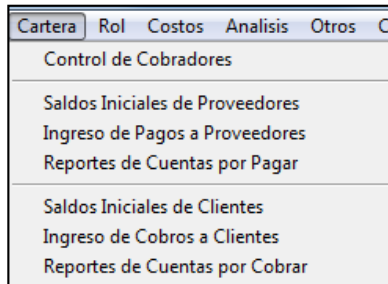 Cartera Rol Costos Analisis Otros
Control de Cobradores
Saldos Iniciales de Proveedores
Ingreso de Pagos a Proveedores
Reportes de Cuentas por Pagar
Saldos Iniciales de Clientes
Ingreso de Cobros a Clientes
Reportes de Cuentas por Cobrar